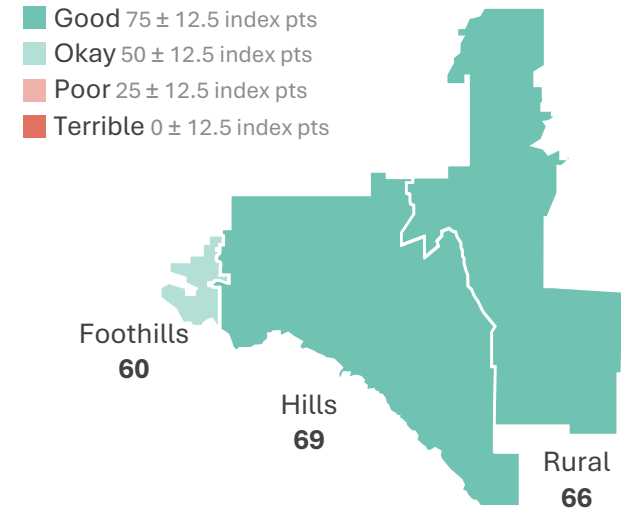 Good 75 ± 12.5 index pts
Okay 50 ± 12.5 index pts
Poor 25 ± 12.5 index pts
Terrible 0 ± 12.5 index pts
Foothills
60
Hills
69
Rural
66